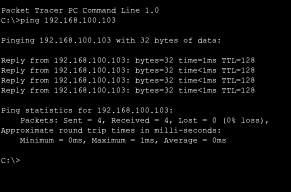 Packet Tracer PC Command Line 1.0
C:\>ping 192.168.100.103
Pinging 192.168.100.103 with 32 bytes of data:
Reply from 192.168.100.103: bytes=32 time=1ms TTL=128
Reply from 192.168.100.103: bytes=32 time<1ms TTL=128
Reply from 192.168.100.103: bytes=32 time<1ms TTL=128
Reply from 192.168.100.103: bytes=32 time<1ms TTL=128
Ping statistics for 192.168.100.103:
Packets: Sent = 4, Received = 4, Lost = 0 (0% loss),
Approximate round trip times in milli-seconds:
Minimum = 0ms, Maximum = 1ms, Average = 0ms
C:\>